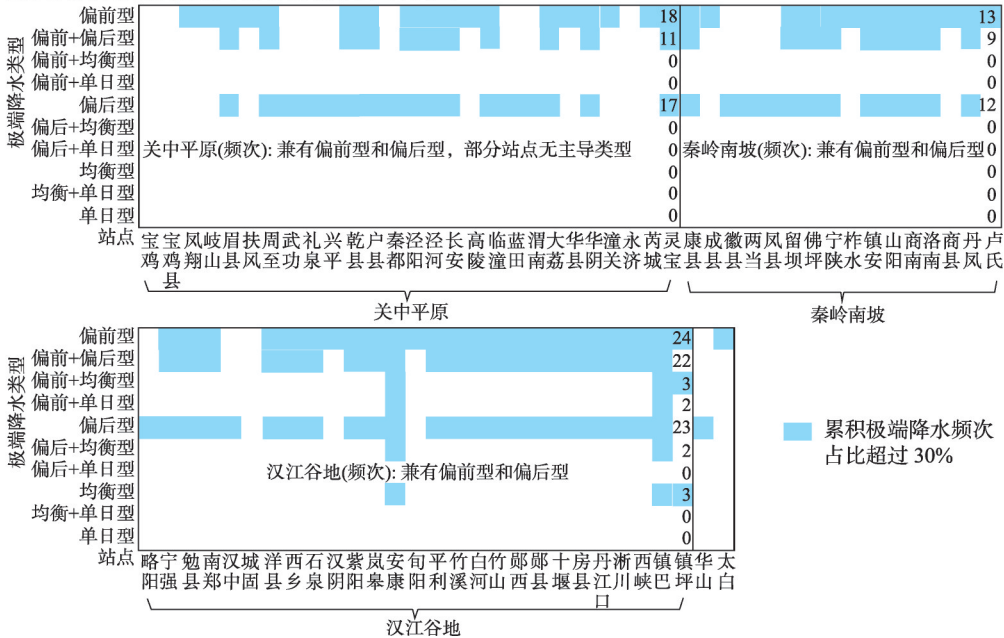 极端降水类型
偏前型 18 13
偏前+偏后型 11 9
偏前+均衡型 0 0
偏前+单日型 0 0
偏后型 17 12
偏后+均衡型 0 0
偏后+单日型 关中平原(频次): 兼有偏前型和偏后型，部分站点无主导类型 0 秦岭南坡(频次): 兼有偏前型和偏后型 0
均衡型 0 0
均衡+单日型 0 0
单日型 0 0
站点 宝鸡 宝鸡县 凤翔 岐山 眉县 扶风 周至 武功 礼泉 兴平 乾县 户县 秦都 泾阳 泾河 长安 高陵 临潼 蓝田 渭南 大荔 华县 华阴 潼关 永济 芮城 灵宝 康县 成县 徽县 两当 凤县 留坝 佛坪 宁陕 柞水 镇安 山阳 商南 洛南 商县 丹凤 卢氏
关中平原 秦岭南坡
极端降水类型
偏前型 24
偏前+偏后型 22
偏前+均衡型 3
偏前+单日型 2
偏后型 23
偏后+均衡型 2
偏后+单日型 汉江谷地(频次): 兼有偏前型和偏后型 0
均衡型 3
均衡+单日型 0
单日型 0
站点 略阳 宁强 勉县 南郑 汉中 城固 洋县 西乡 石泉 汉阴 紫阳 岚皋 安康 旬阳 平利 竹溪 白河 竹山 郧西 郧县 十堰 房县 丹江口 淅川 西峡 镇巴 镇坪 华山 太白
汉江谷地
累积极端降水频次
占比超过 30%